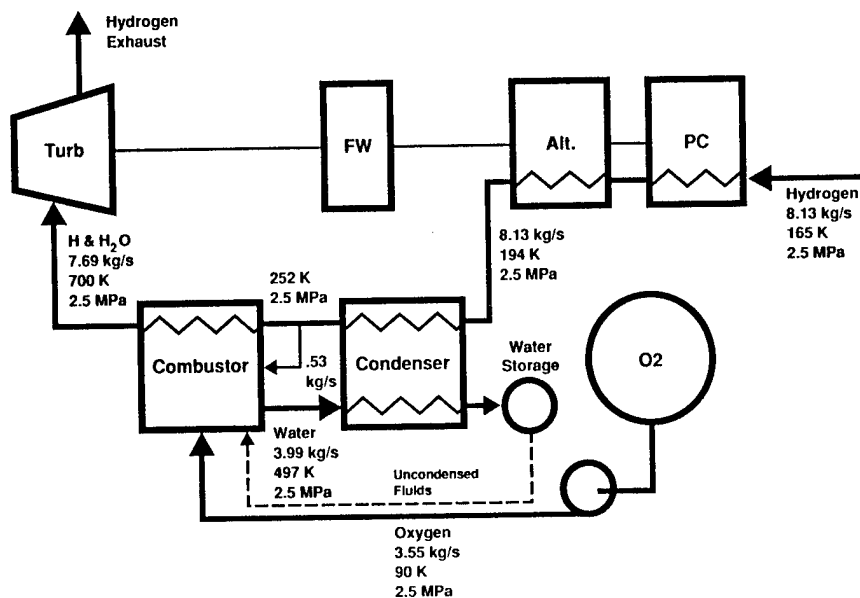 Hydrogen
Exhaust
Turb
FW
Alt.
PC
Hydrogen
8.13 kg/s
165 K
2.5 MPa
H & H₂O
7.69 kg/s
700 K
2.5 MPa
252 K
2.5 MPa
8.13 kg/s
194 K
2.5 MPa
Combustor
.53
kg/s
Condenser
Water
Storage
O2
Water
3.99 kg/s
497 K
2.5 MPa
Uncondensed
Fluids
Oxygen
3.55 kg/s
90 K
2.5 MPa